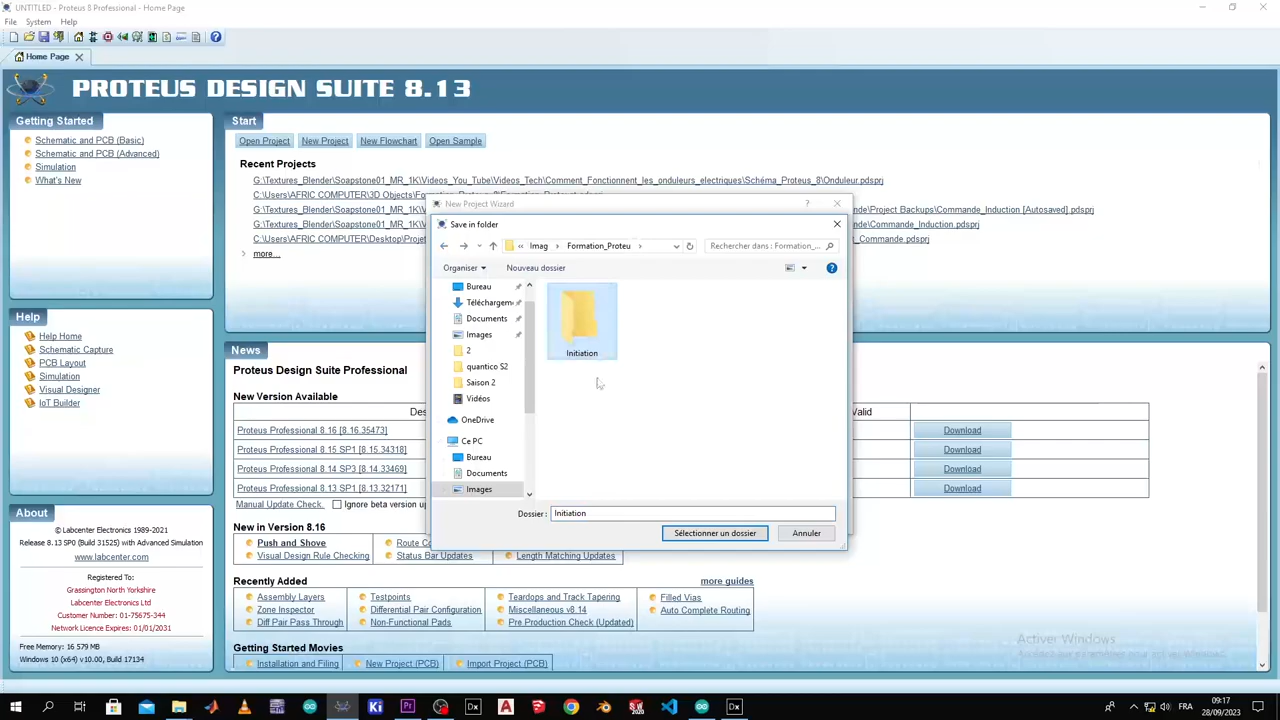 UNTITLED - Proteus 8 Professional - Home Page
File System Help
Home Page
PROTEUS DESIGN SUITE 8.13
Getting Started
Schematic and PCB (Basic)
Schematic and PCB (Advanced)
Simulation
What's New
Help
Help Home
Schematic Capture
PCB Layout
Simulation
Visual Designer
IoT Builder
About
© Labcenter Electronics 1989-2021
Release 8.13 SP0 (Build 31525) with Advanced Simulation
www.labcenter.com
Registered To:
Grassington North Yorkshire
Labcenter Electronics Ltd
Customer Number: 01-75675-344
Network Licence Expires: 01/01/2031
Free Memory: 16 579 MB
Windows 10 (x64) v10.00, Build 17134
Start
Open Project New Project New Flowchart Open Sample
Recent Projects
G:\Textures_Blender\Soapstone01_MR_1K\Videos_You_Tube\Videos_Tech\Comment_Fonctionnent_les_onduleurs_electriques\Schéma_Proteus_8\Onduleur.pdsprj
C:\Users\AFRIC COMPUTER\3D Objects\
G:\Textures_Blender\Soapstone01_MR_1K
nde\Project Backups\Commande_Induction [Autosaved].pdsprj
G:\Textures_Blender\Soapstone01_MR_1K
nde\Commande_Induction.pdsprj
C:\Users\AFRIC COMPUTER\Desktop\Projet
_Commande.pdsprj
more...
New Project Wizard
Save in folder
« Imag › Formation_Proteu › Rechercher dans : Formation_...
Organiser Nouveau dossier
Bureau
Téléchargem
Documents
Images
2
quantico S2
Saison 2
Vidéos
OneDrive
Ce PC
Bureau
Documents
Images
Initiation
Dossier : Initiation
Sélectionner un dossier Annuler
News
Proteus Design Suite Professional
New Version Available
Des
Valid
Proteus Professional 8.16 [8.16.35473] Download
Proteus Professional 8.15 SP1 [8.15.34318] Download
Proteus Professional 8.14 SP3 [8.14.33469] Download
Proteus Professional 8.13 SP1 [8.13.32171] Download
Manual Update Check. Ignore beta version u
New in Version 8.16
Push and Shove Route Co
Visual Design Rule Checking Status Bar Updates Length Matching Updates
Recently Added more guides
Assembly Layers Testpoints Teardops and Track Tapering Filled Vias
Zone Inspector Differential Pair Configuration Miscellaneous v8.14 Auto Complete Routing
Diff Pair Pass Through Non-Functional Pads Pre Production Check (Updated)
Getting Started Movies
Installation and Filing New Project (PCB) Import Project (PCB)
Activer Windows
FRA
09:17
28/09/2023